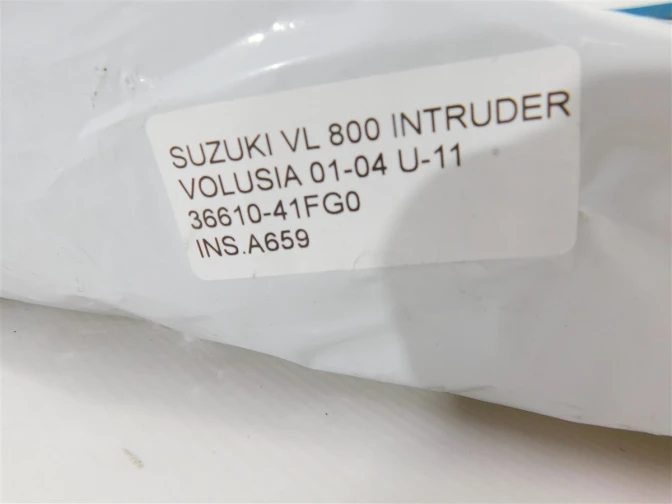 SUZUKI VL 800 INTRUDER
VOLUSIA 01-04 U-11
36610-41FG0
INS.A659